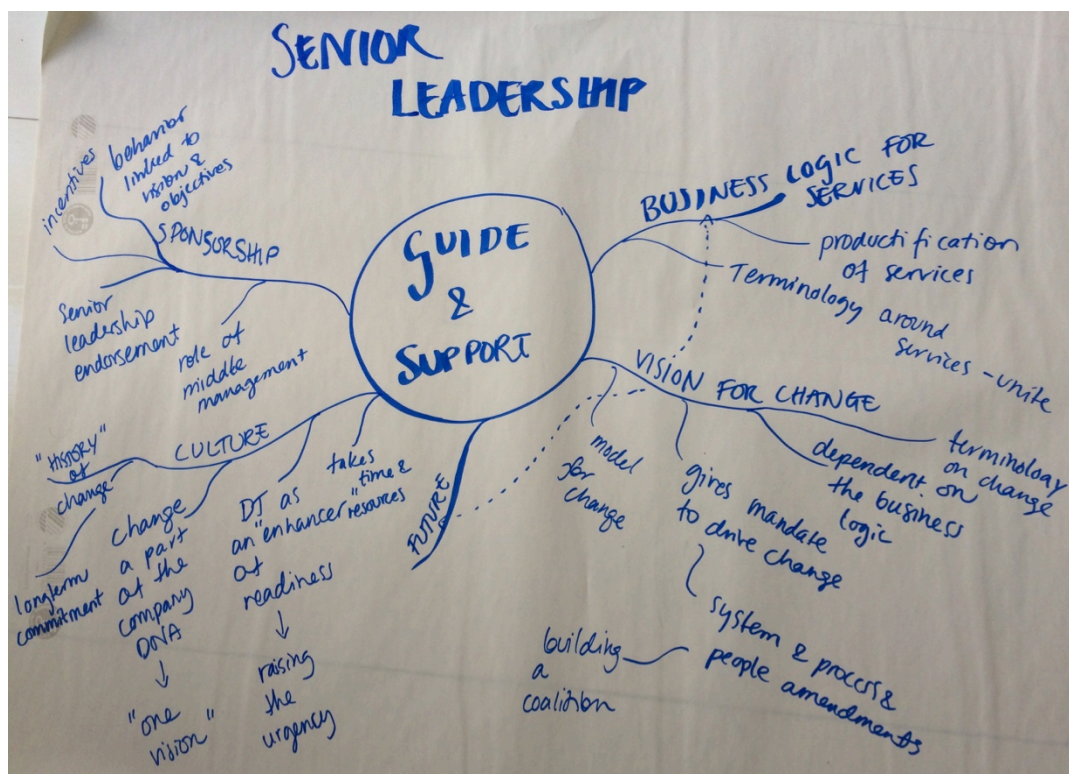 SENIOR
LEADERSHIP
GUIDE
&
SUPPORT
incentives
behavior
linked to
vision &
objectives
SPONSORSHIP
Senior
leadership
endorsement
role of
middle
management
CULTURE
"HISTORY"
of
change
longterm
commitment
change
a part
of the
company
DNA
↓
"one
vision"
DT as
an "enhancer"
of
readiness
↓
raising
the
urgency
takes
time &
resources
FUTURE
BUSINESS LOGIC FOR
SERVICES
productification
of services
Terminology around
services - unite
VISION FOR CHANGE
model
for
change
gives mandate
to drive change
system & process &
people amendments
building
a
coalition
dependent on
the business
logic
terminology
on change